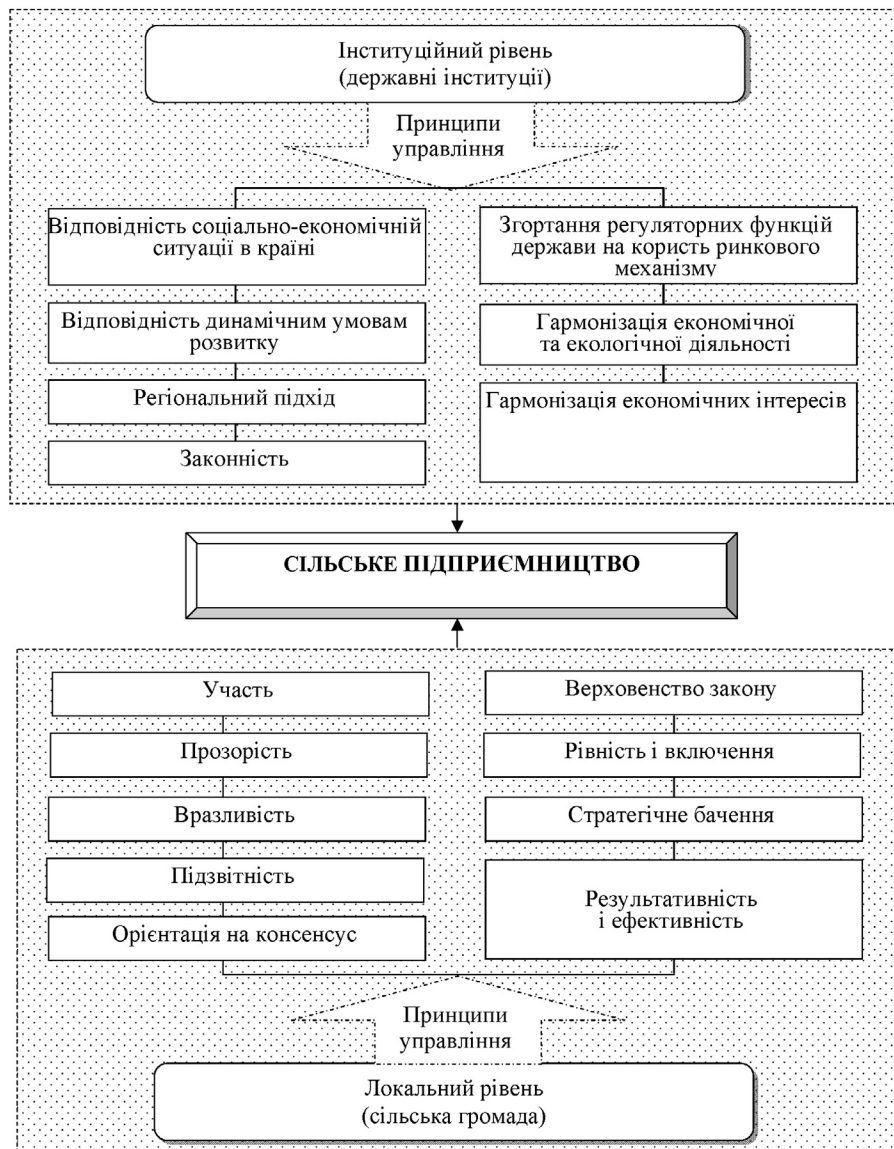 Інституційний рівень
(державні інституції)
Принципи
управління
Відповідність соціально-економічній
ситуації в країні
Відповідність динамічним умовам
розвитку
Регіональний підхід
Законність
Згортання регуляторних функцій
держави на користь ринкового
механізму
Гармонізація економічної
та екологічної діяльності
Гармонізація економічних інтересів
СІЛЬСЬКЕ ПІДПРИЄМНИЦТВО
Участь
Прозорість
Вразливість
Підзвітність
Орієнтація на консенсус
Верховенство закону
Рівність і включення
Стратегічне бачення
Результативність
і ефективність
Принципи
управління
Локальний рівень
(сільська громада)